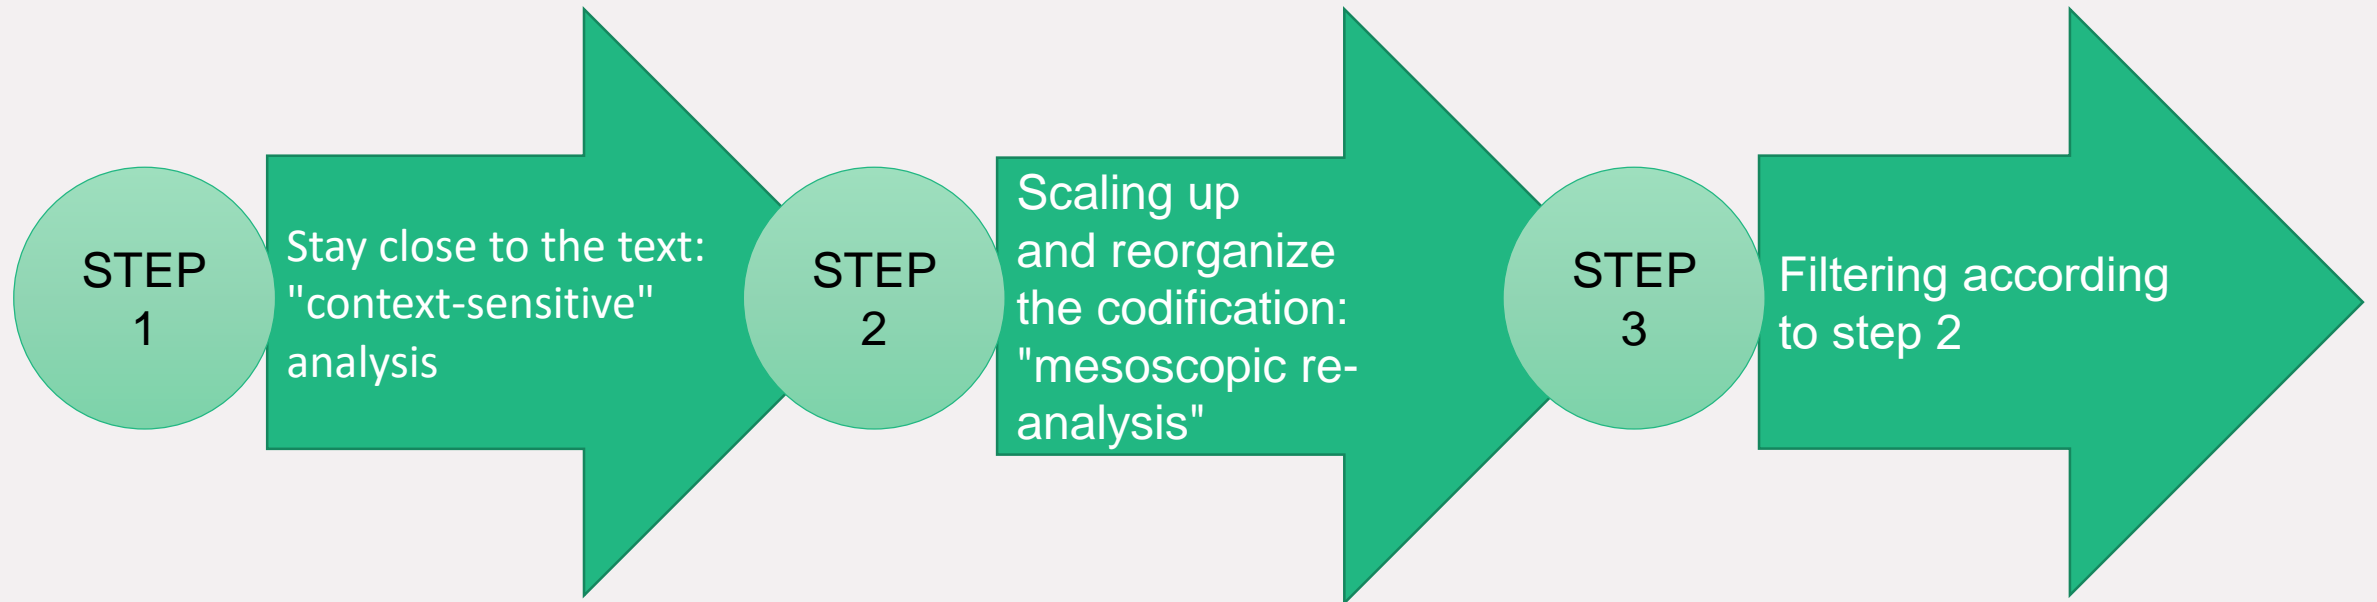 STEP
1
Stay close to the text:
"context-sensitive"
analysis
STEP
2
Scaling up
and reorganize
the codification:
"mesoscopic re-
analysis"
STEP
3
Filtering according
to step 2